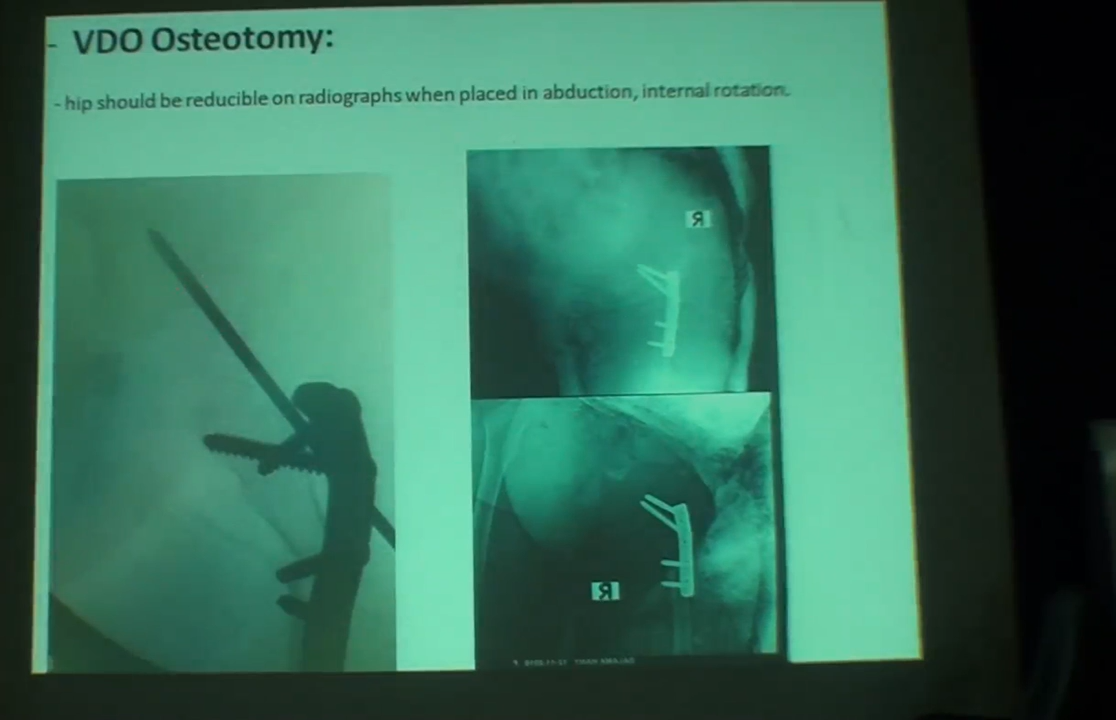 - VDO Osteotomy:
- hip should be reducible on radiographs when placed in abduction, internal rotation.
R
R